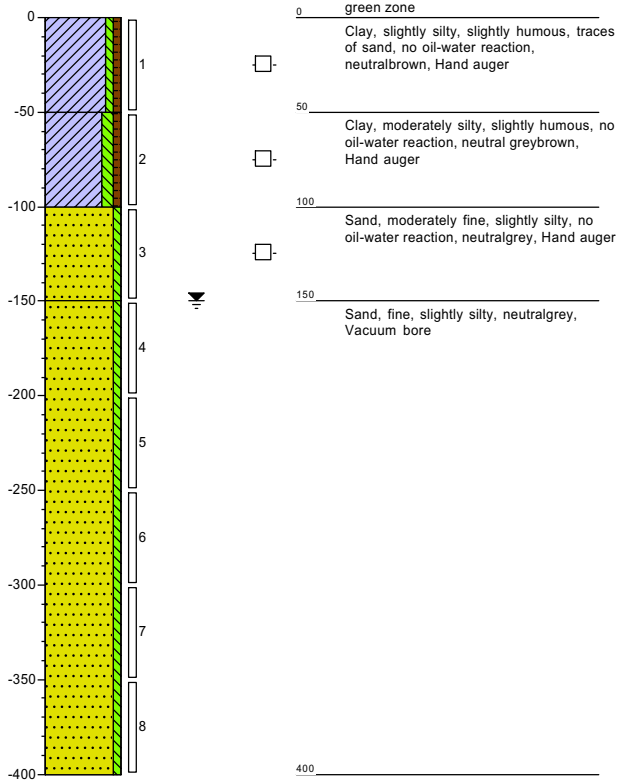 green zone
0
0
Clay, slightly silty, slightly humous, traces
of sand, no oil-water reaction,
neutralbrown, Hand auger
1
-50
50
Clay, moderately silty, slightly humous, no
oil-water reaction, neutral greybrown,
Hand auger
2
-100
100
Sand, moderately fine, slightly silty, no
oil-water reaction, neutralgrey, Hand auger
3
-150
150
Sand, fine, slightly silty, neutralgrey,
Vacuum bore
4
-200
5
-250
6
-300
7
-350
8
-400
400